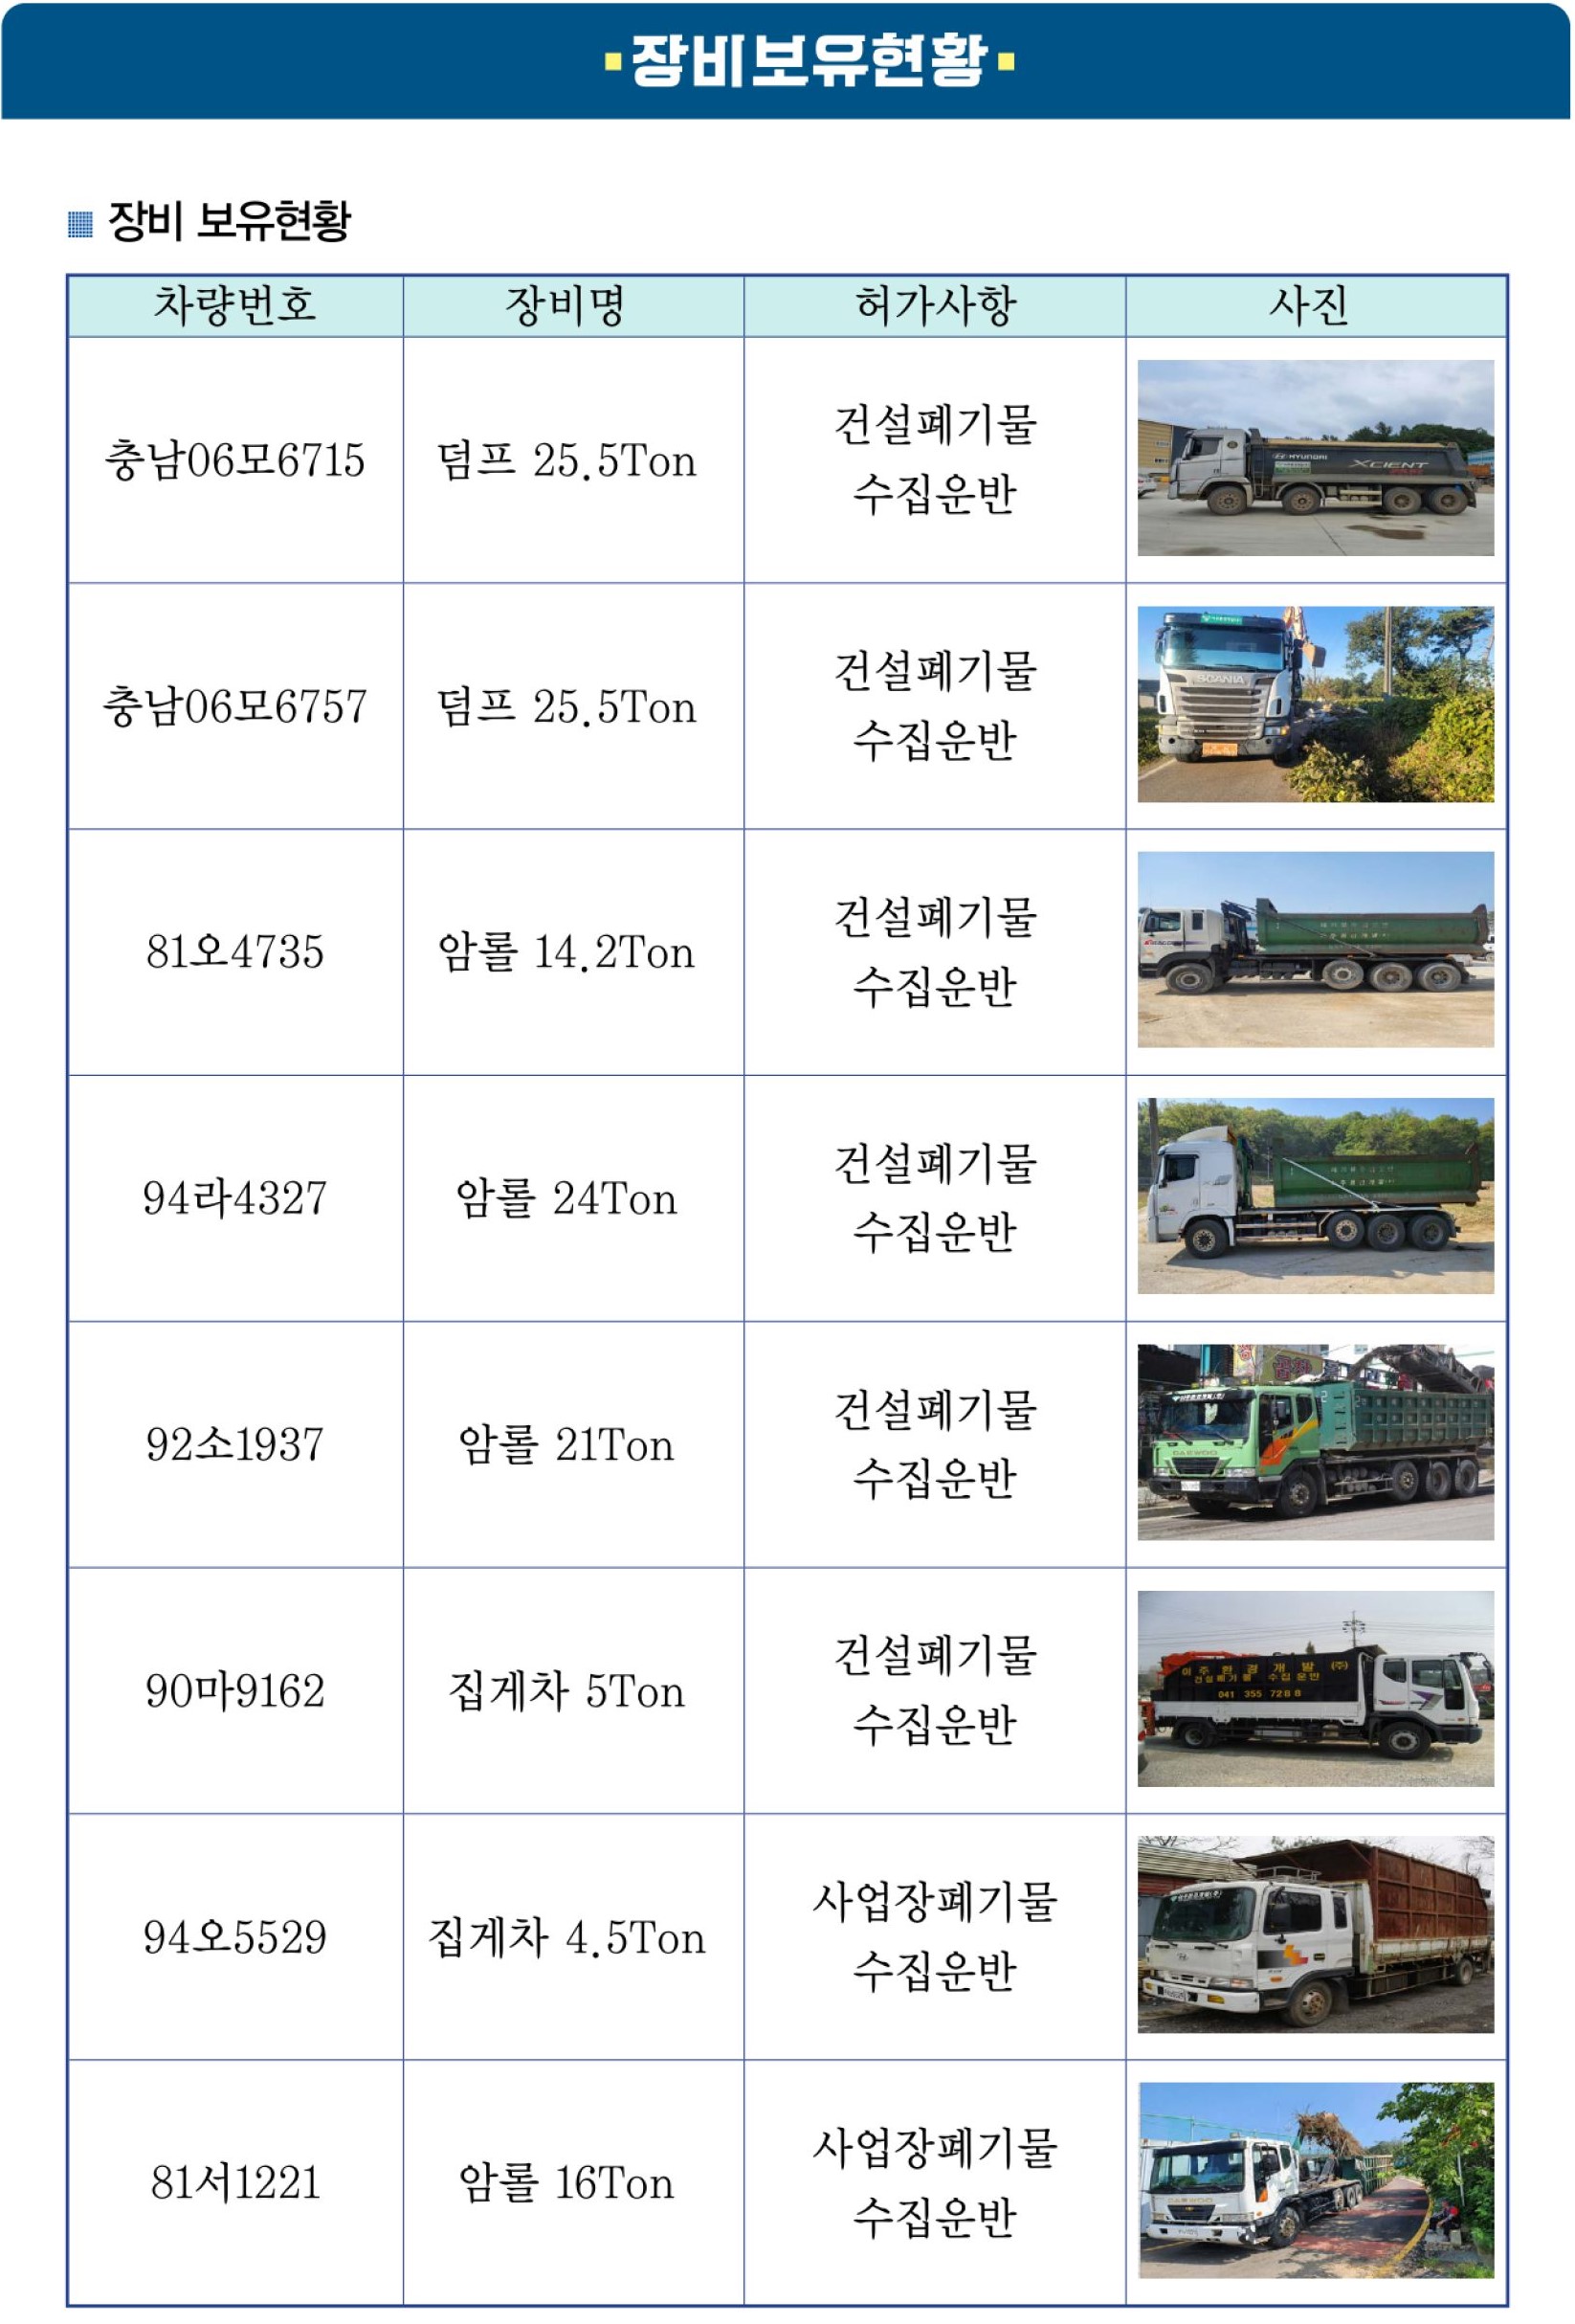 장비보유현황
장비 보유현황
차량번호 장비명 허가사항 사진
충남06모6715 덤프 25.5Ton 건설폐기물
수집운반
HYUNDAI XCIENT
충남06모6757 덤프 25.5Ton 건설폐기물
수집운반
SCANIA
81오4735 암롤 14.2Ton 건설폐기물
수집운반
94라4327 암롤 24Ton 건설폐기물
수집운반
92소1937 암롤 21Ton 건설폐기물
수집운반
DAEWOO
90마9162 집게차 5Ton 건설폐기물
수집운반
아주환경개발(주)
건설폐기물 수집운반
041 355 7288
94오5529 집게차 4.5Ton 사업장폐기물
수집운반
81서1221 암롤 16Ton 사업장폐기물
수집운반
DAEWOO